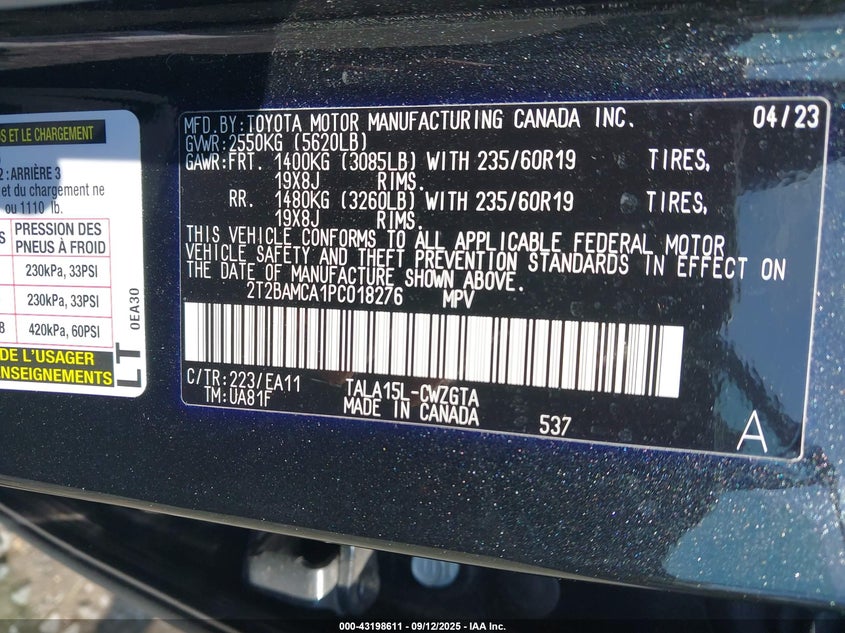 S ET LE CHARGEMENT
2 : ARRIÈRE 3
et du chargement ne
ou 1110 lb.
PRESSION DES
PNEUS À FROID
230kPa, 33PSI
230kPa, 33PSI
420kPa, 60PSI
DE L'USAGER
ENSEIGNEMENTS
LT
0EA30
MFD. BY: TOYOTA MOTOR MANUFACTURING CANADA INC. 04/23
GVWR: 2550KG (5620LB)
GAWR: FRT. 1400KG (3085LB) WITH 235/60R19 TIRES,
19X8J RIMS.
RR. 1480KG (3260LB) WITH 235/60R19 TIRES,
19X8J RIMS.
THIS VEHICLE CONFORMS TO ALL APPLICABLE FEDERAL MOTOR
VEHICLE SAFETY AND THEFT PREVENTION STANDARDS IN EFFECT ON
THE DATE OF MANUFACTURE SHOWN ABOVE.
2T2BAMCA1PC018276 MPV
C/TR: 223/EA11 TALA15L-CWZGTA
TM: UA81F MADE IN CANADA 537
A
000-43198611 - 09/12/2025 - IAA Inc.